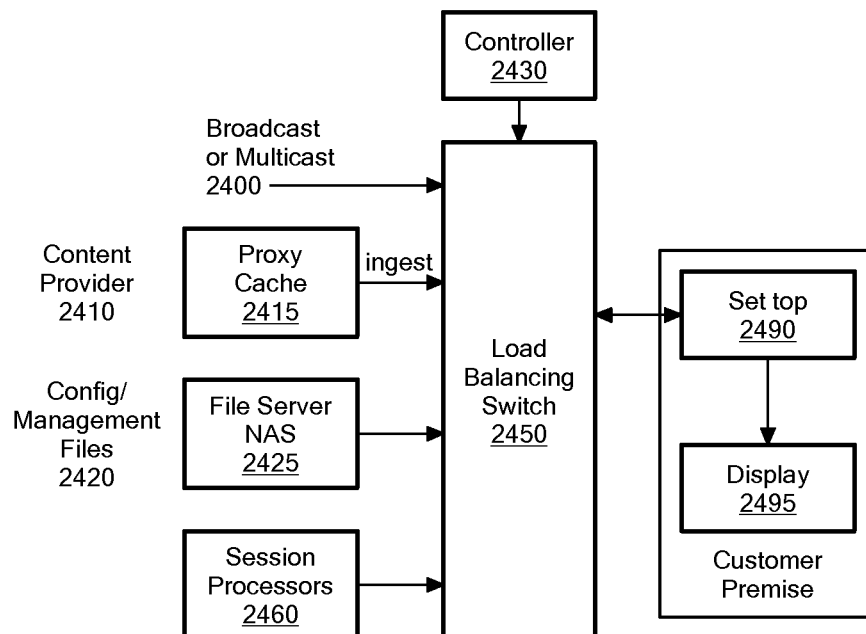 Controller
2430
Broadcast
or Multicast
2400
Content
Provider
2410
Proxy
Cache
2415
ingest
Config/
Management
Files
2420
File Server
NAS
2425
Session
Processors
2460
Load
Balancing
Switch
2450
Set top
2490
Display
2495
Customer
Premise